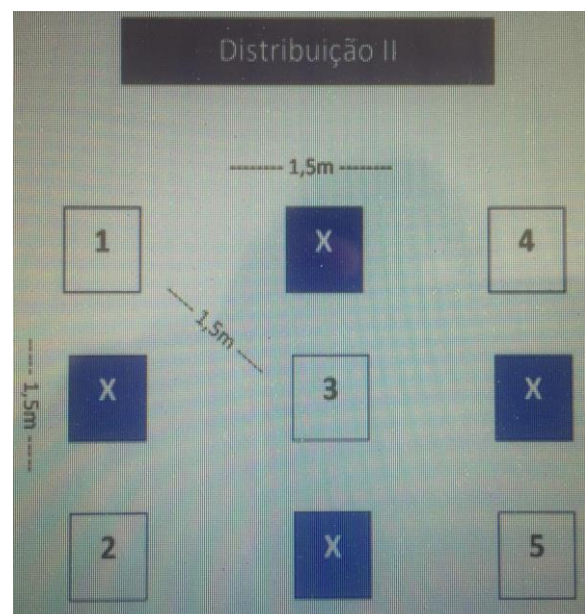 Distribuição II
-------- 1,5m --------
1 X 4
----- 1,5m -----
X 3 X
---- 1,5m ----
2 X 5